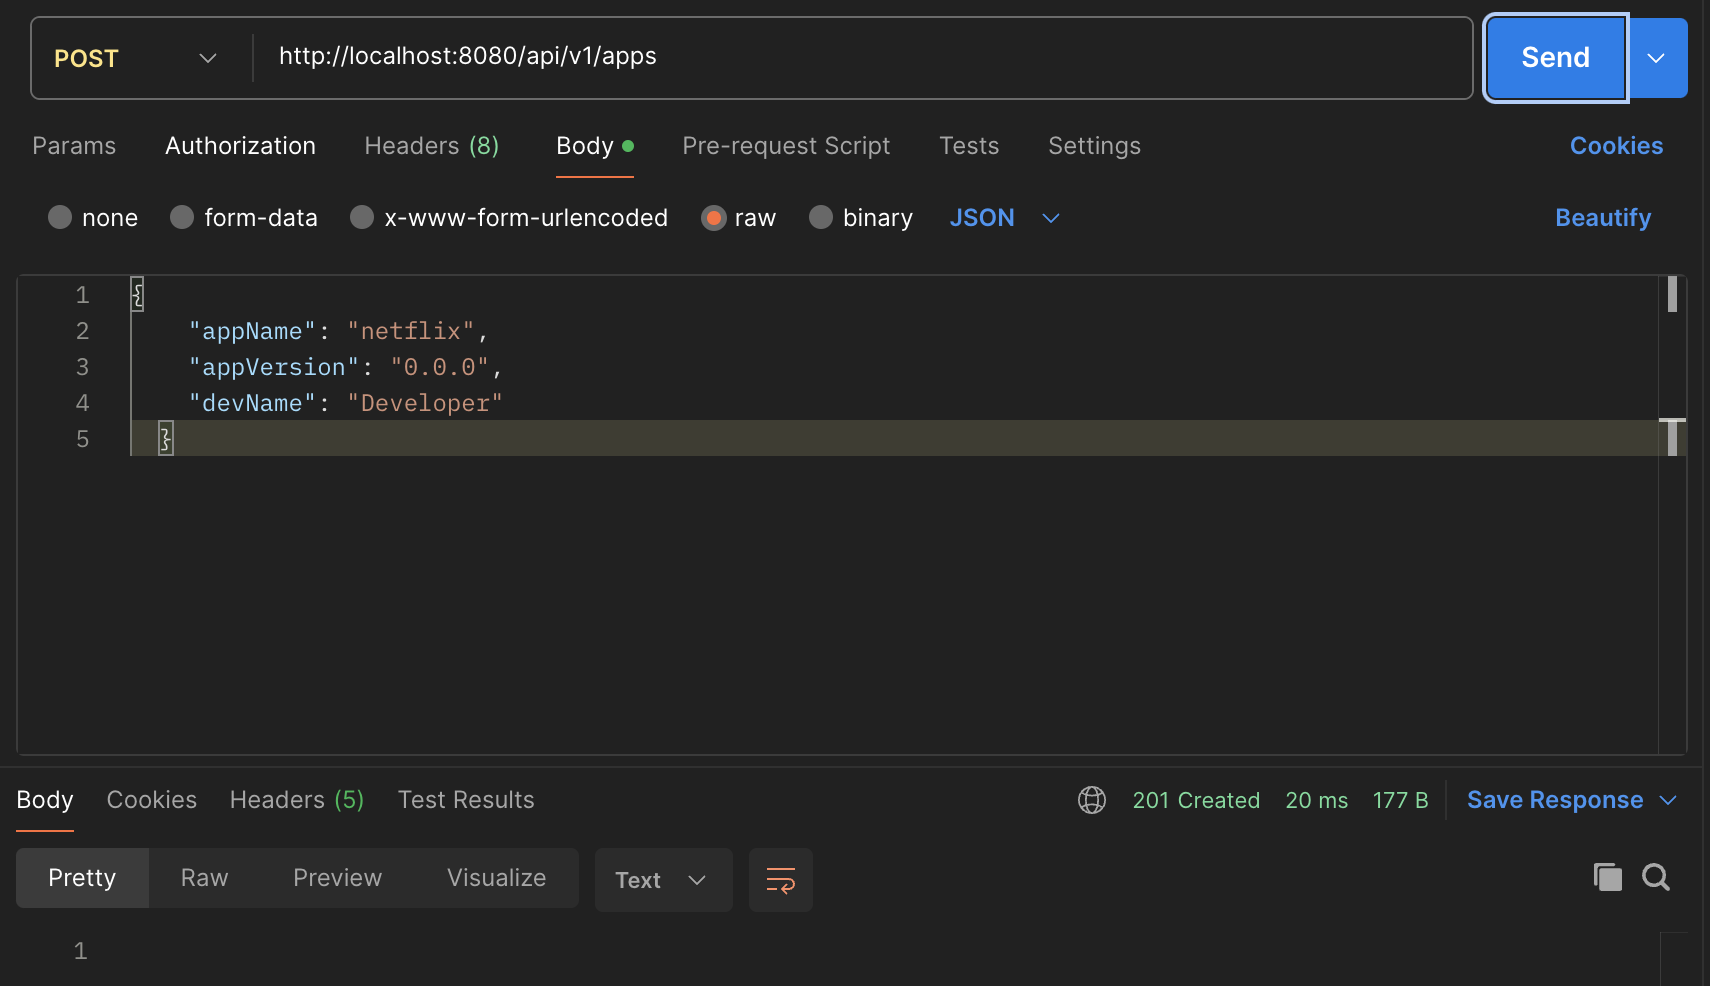 POST http://localhost:8080/api/v1/apps Send
Params Authorization Headers (8) Body Pre-request Script Tests Settings Cookies
none form-data x-www-form-urlencoded raw binary JSON Beautify
1 {
2 "appName": "netflix",
3 "appVersion": "0.0.0",
4 "devName": "Developer"
5 }
Body Cookies Headers (5) Test Results 201 Created 20 ms 177 B Save Response
Pretty Raw Preview Visualize Text
1